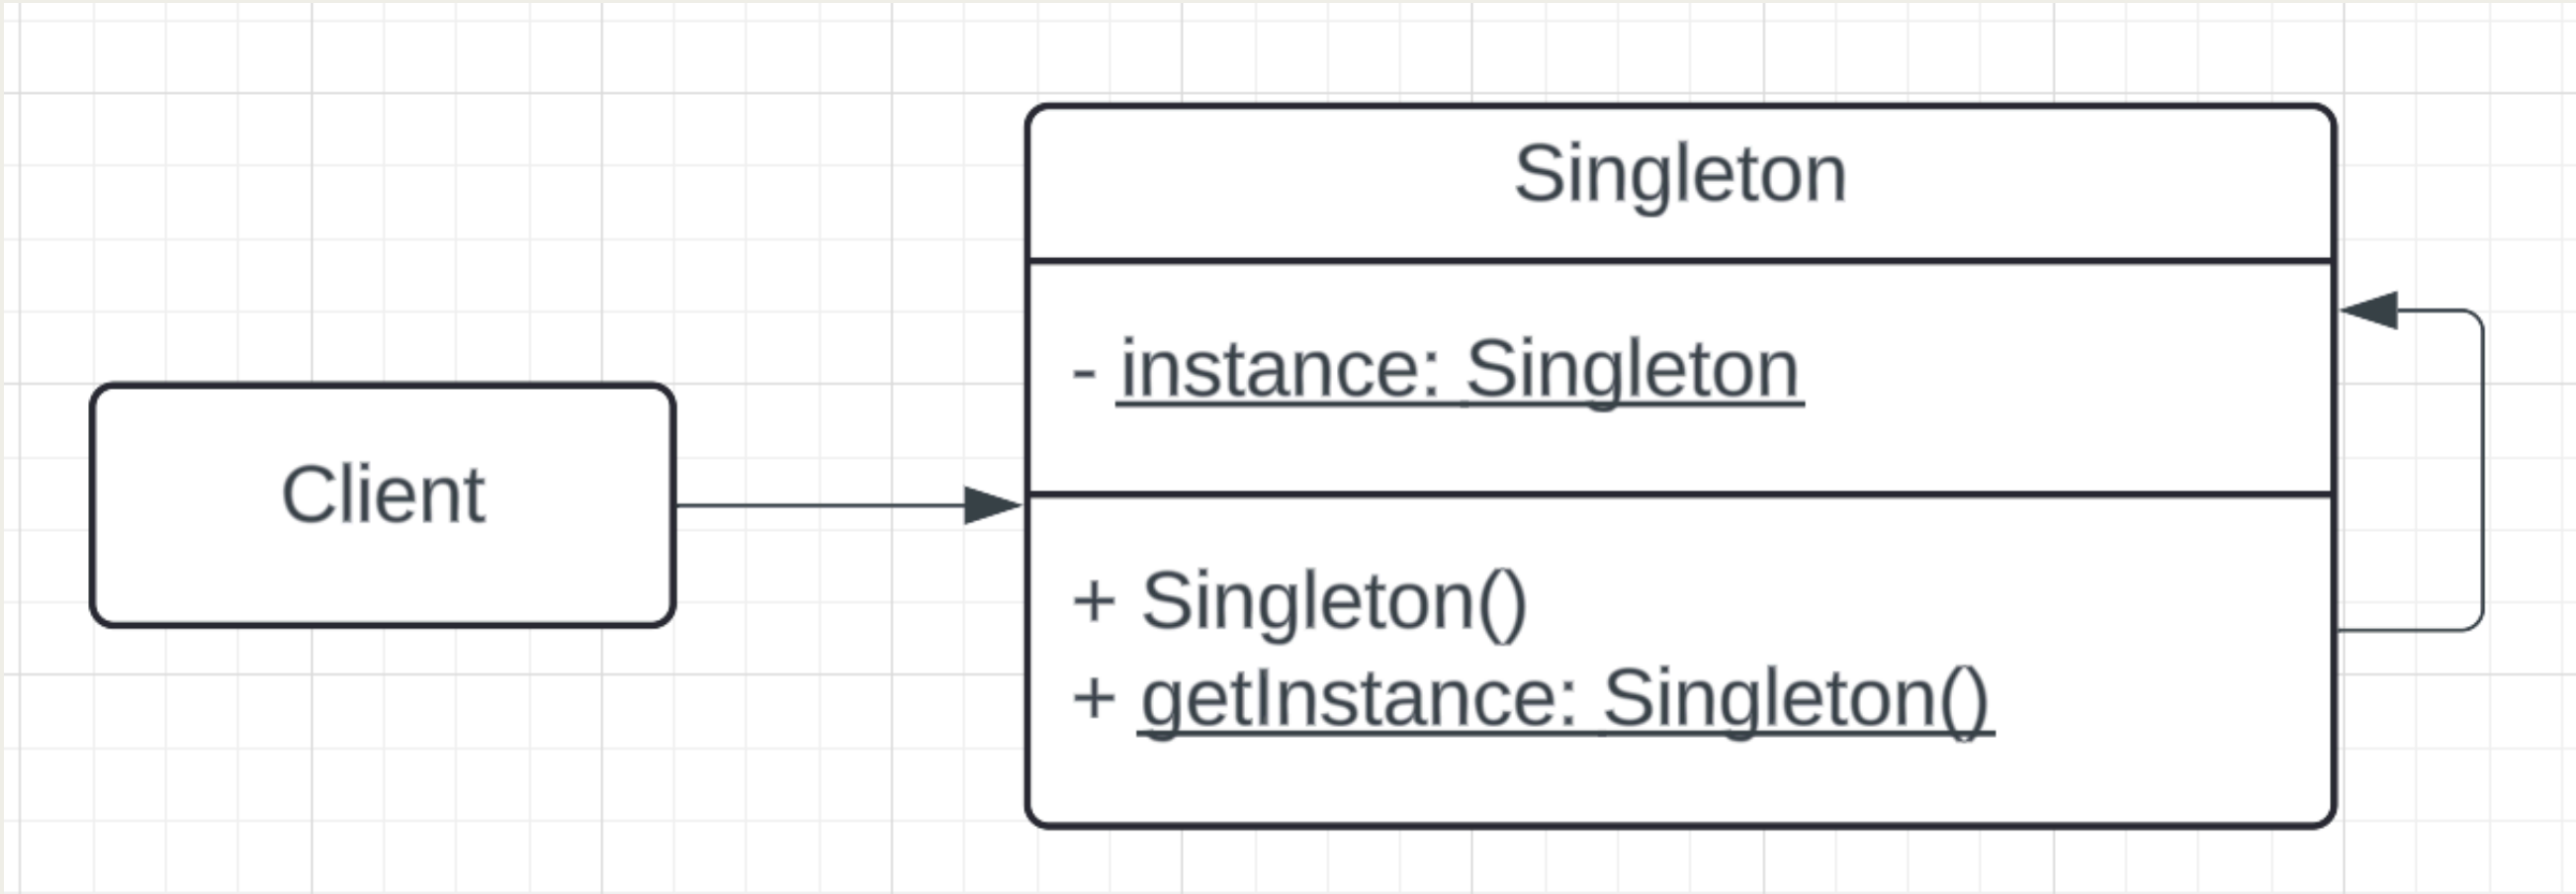 Singleton
- instance: Singleton
Client
+ Singleton()
+ getInstance: Singleton()